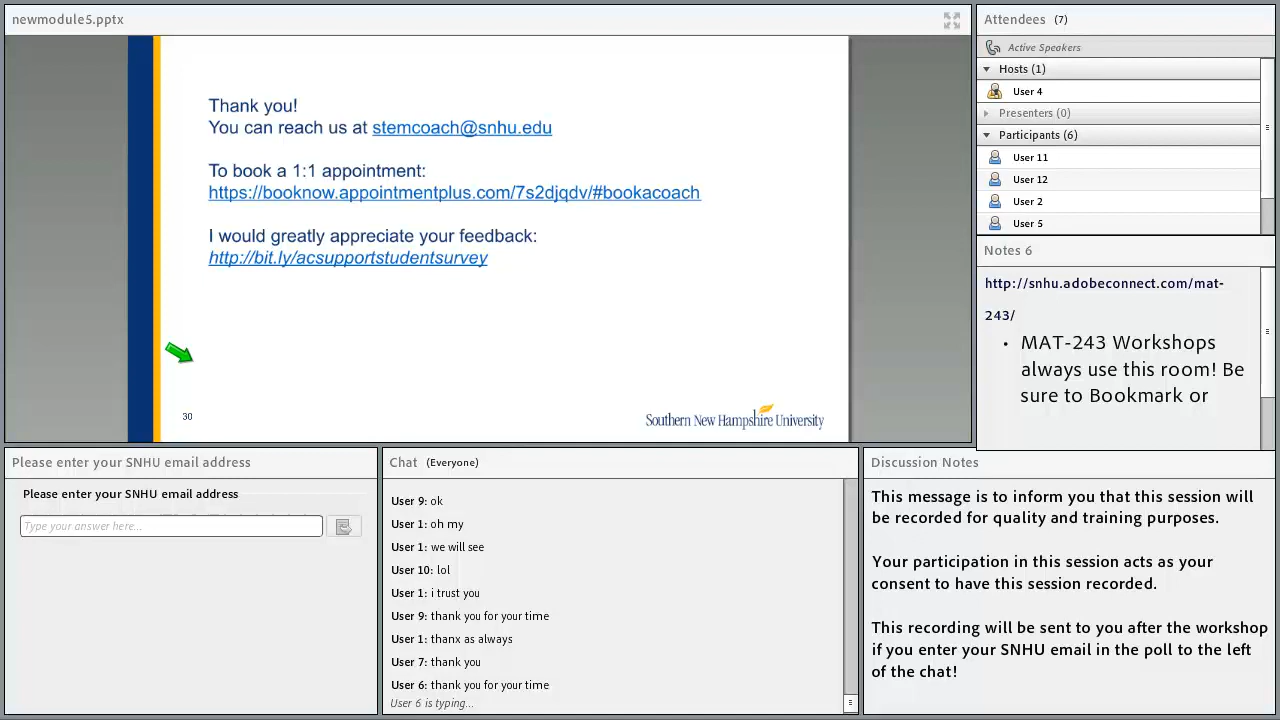 newmodule5.pptx
Thank you!
You can reach us at stemcoach@snhu.edu
To book a 1:1 appointment:
https://booknow.appointmentplus.com/7s2djqdv/#bookacoach
I would greatly appreciate your feedback:
http://bit.ly/acsupportstudentsurvey
30
Southern New Hampshire University
Attendees (7)
Active Speakers
Hosts (1)
User 4
Presenters (0)
Participants (6)
User 11
User 12
User 2
User 5
Notes 6
http://snhu.adobeconnect.com/mat-
243/
• MAT-243 Workshops
always use this room! Be
sure to Bookmark or
Please enter your SNHU email address
Please enter your SNHU email address
Type your answer here...
Chat (Everyone)
User 9: ok
User 1: oh my
User 1: we will see
User 10: lol
User 1: i trust you
User 9: thank you for your time
User 1: thanx as always
User 7: thank you
User 6: thank you for your time
User 6 is typing...
Discussion Notes
This message is to inform you that this session will
be recorded for quality and training purposes.
Your participation in this session acts as your
consent to have this session recorded.
This recording will be sent to you after the workshop
if you enter your SNHU email in the poll to the left
of the chat!